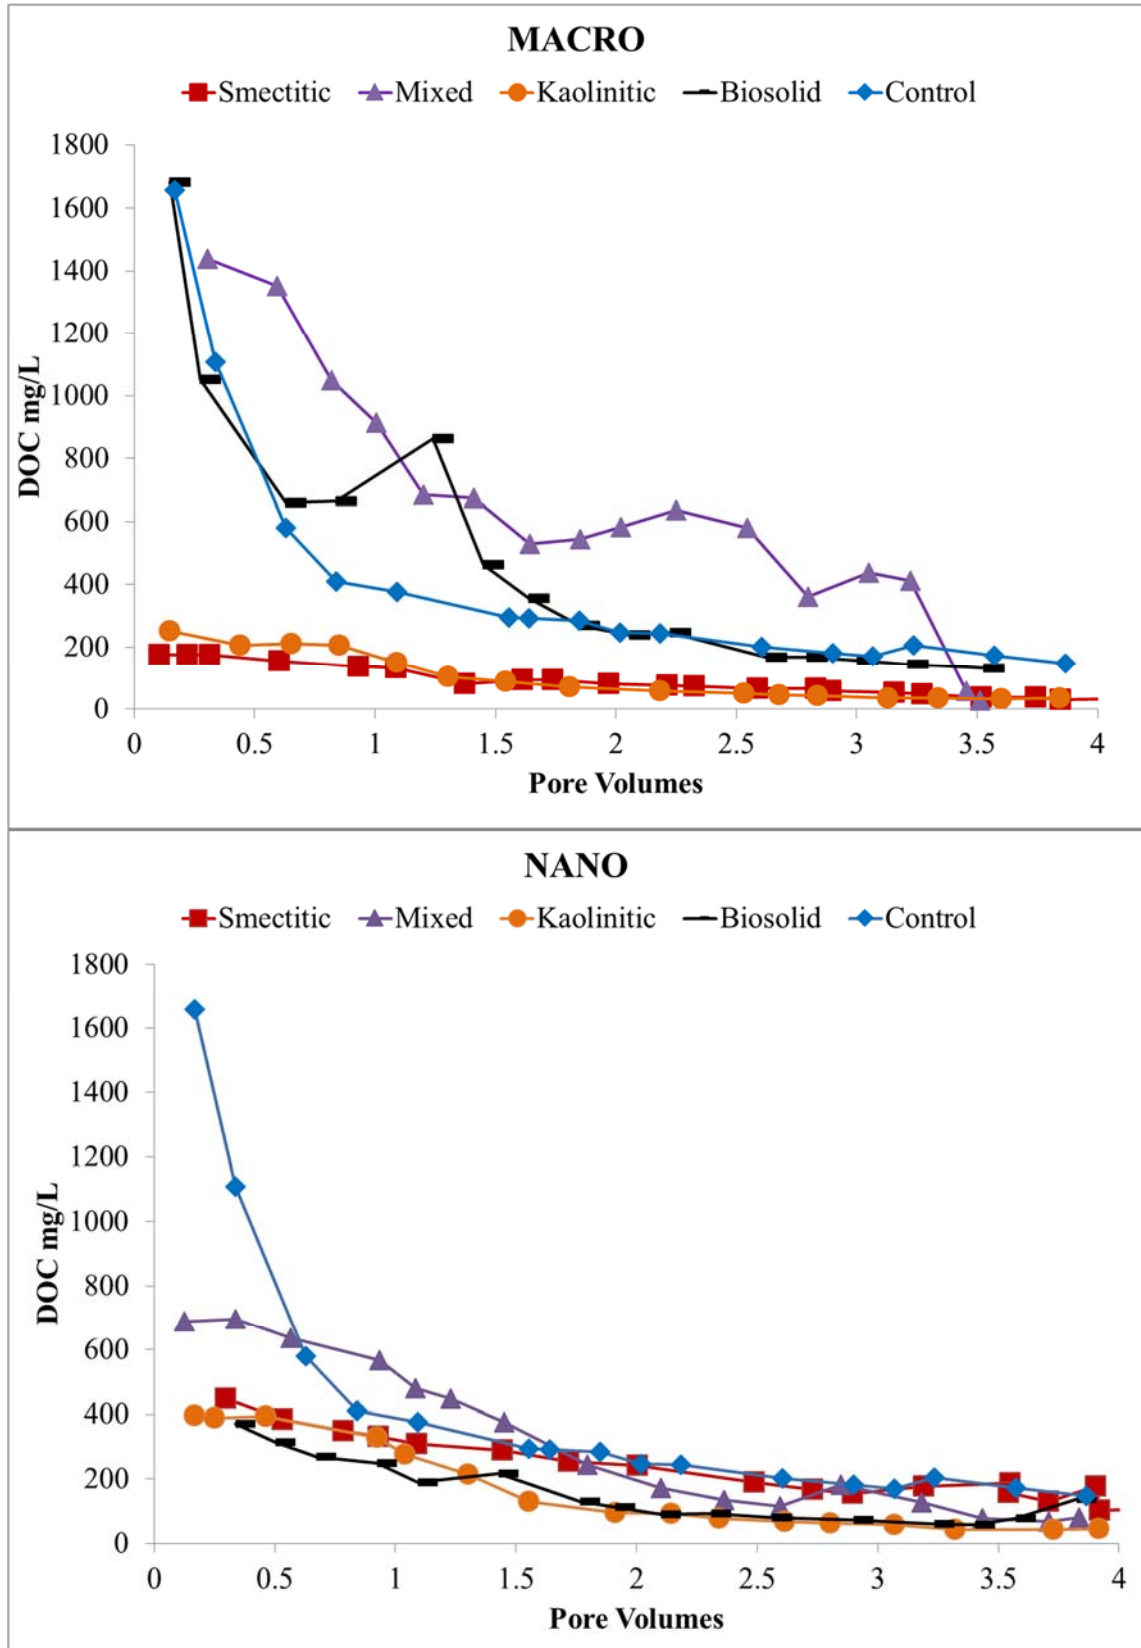 MACRO
Smectitic Mixed Kaolinitic Biosolid Control
1800
1600
1400
1200
1000
800
600
400
200
0
DOC mg/L
0 0.5 1 1.5 2 2.5 3 3.5 4
Pore Volumes
NANO
Smectitic Mixed Kaolinitic Biosolid Control
1800
1600
1400
1200
1000
800
600
400
200
0
DOC mg/L
0 0.5 1 1.5 2 2.5 3 3.5 4
Pore Volumes